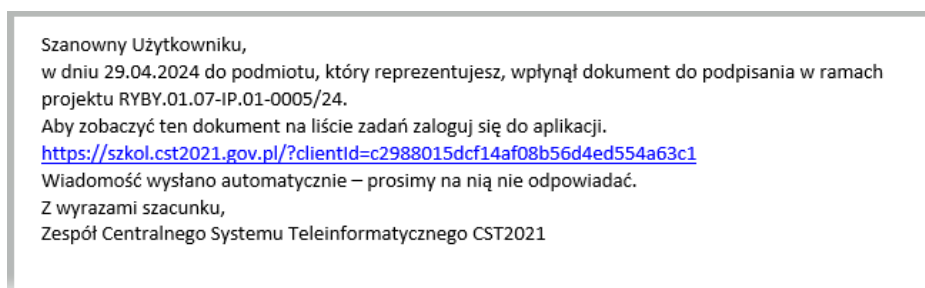 Szanowny Użytkowniku,
w dniu 29.04.2024 do podmiotu, który reprezentujesz, wpłynął dokument do podpisania w ramach
projektu RYBY.01.07-IP.01-0005/24.
Aby zobaczyć ten dokument na liście zadań zaloguj się do aplikacji.
https://szkol.cst2021.gov.pl/?clientId=c2988015dcf14af08b56d4ed554a63c1
Wiadomość wysłano automatycznie – prosimy na nią nie odpowiadać.
Z wyrazami szacunku,
Zespół Centralnego Systemu Teleinformatycznego CST2021